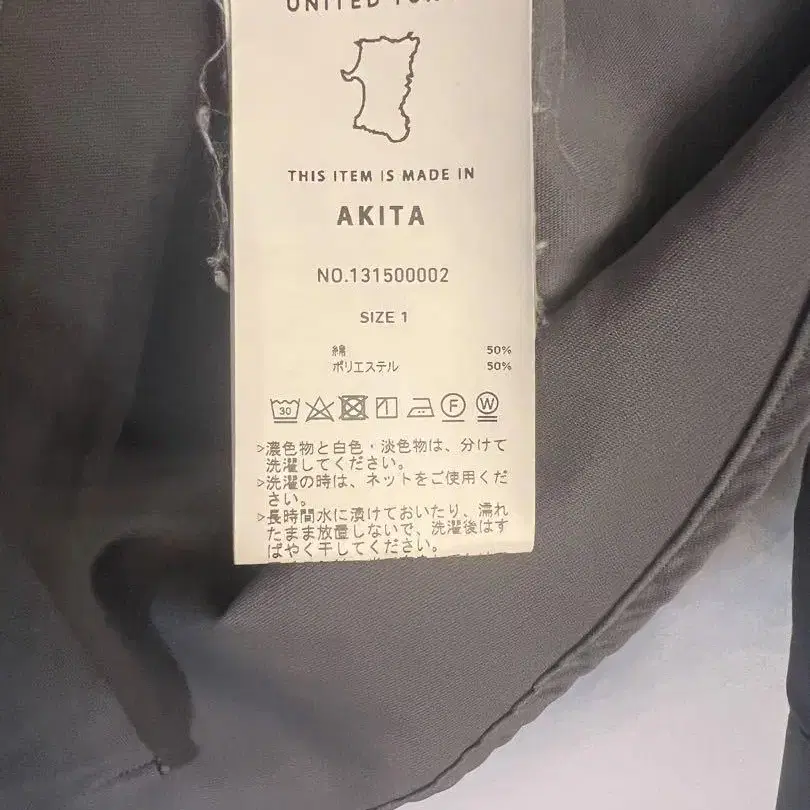 UNITED TOKYO
THIS ITEM IS MADE IN
AKITA
NO.131500002
SIZE 1
綿 50%
ポリエステル 50%
30 F W
>濃色物と白色・淡色物は、分けて
洗濯してください。
>洗濯の時は、ネットをご使用くだ
さい。
>長時間水に漬けておいたり、濡れ
たまま放置しないで、洗濯後はす
ばやく干してください。